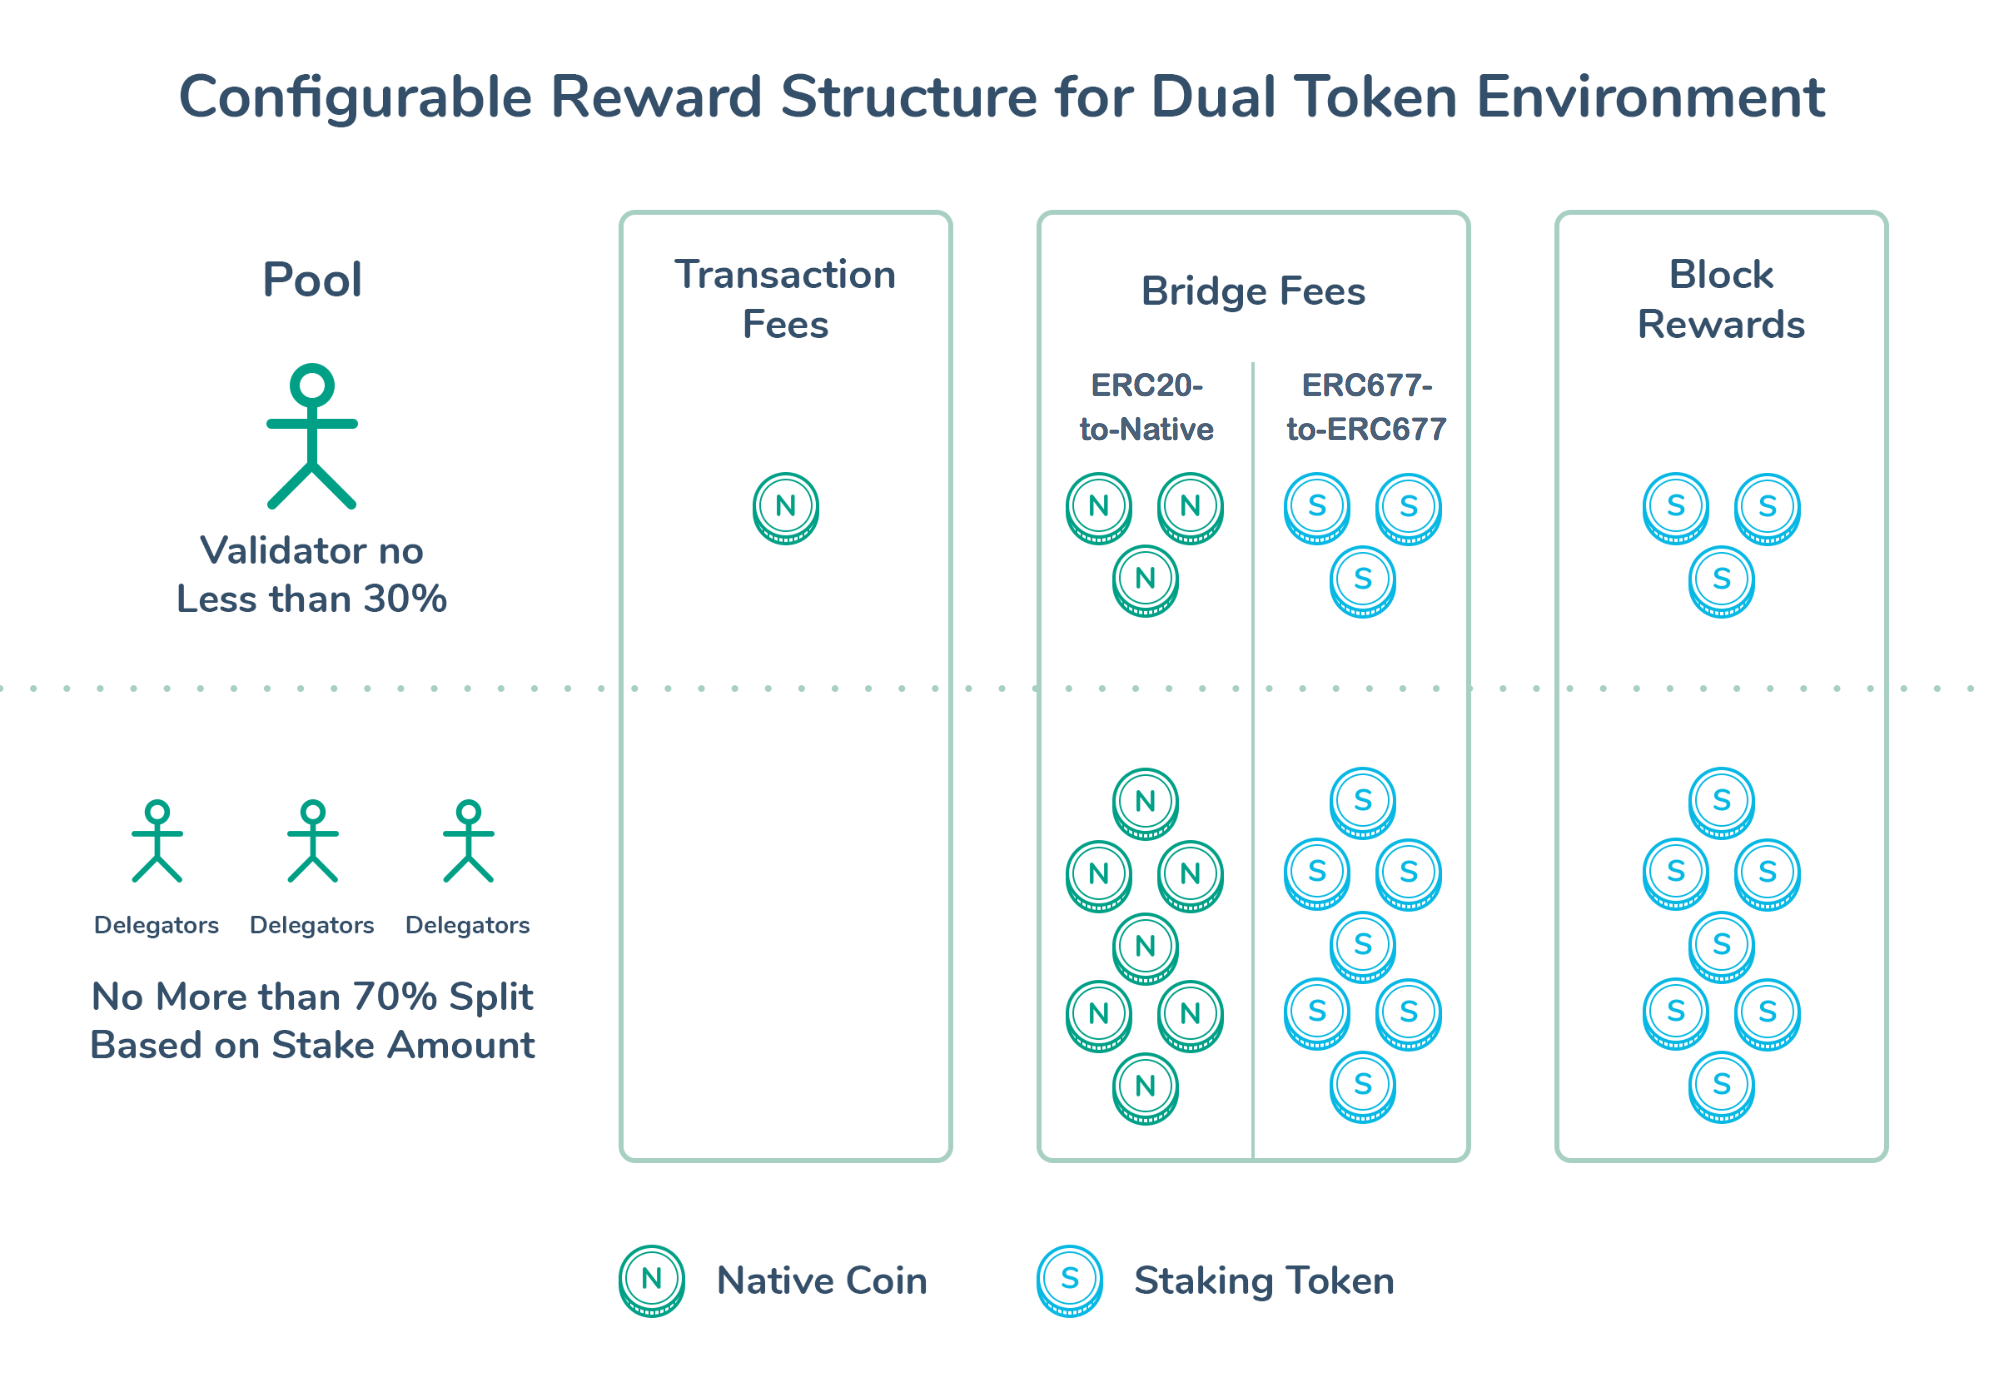 Configurable Reward Structure for Dual Token Environment
Pool
Validator no
Less than 30%
Transaction
Fees
N
Bridge Fees
ERC20-
to-Native
N N
N
ERC677-
to-ERC677
S S
S
Block
Rewards
S S
S
Delegators Delegators Delegators
No More than 70% Split
Based on Stake Amount
N
N N
N
N N
N
S
S S
S
S S
S
S
S S
S
S S
S
N Native Coin
S Staking Token